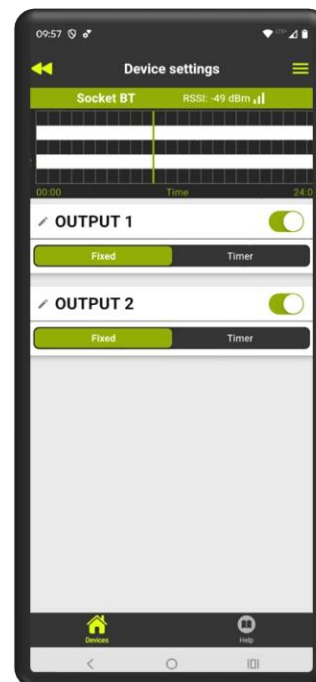 09:57
Device settings
Socket BT RSSI: -49 dBm
00:00 Time 24:0
OUTPUT 1
Fixed Timer
OUTPUT 2
Fixed Timer
Devices Help